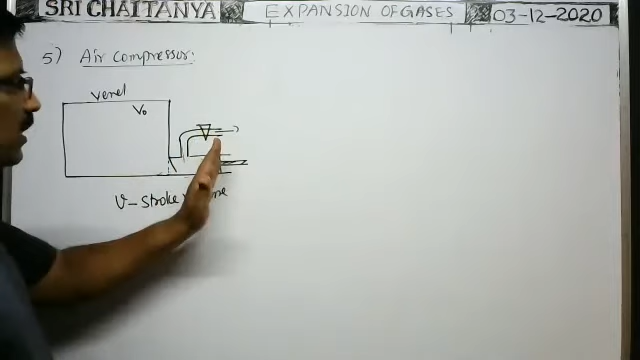 SRI CHAITANYA
EXPANSION OF GASES
03-12-2020
5) Air compressor:
Vessel
V₀
V - Stroke